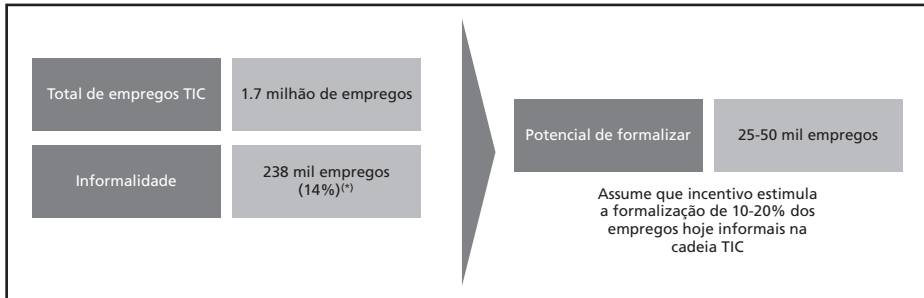 Total de empregos TIC
1.7 milhão de empregos
Informalidade
238 mil empregos
(14%)(*)
Potencial de formalizar
25-50 mil empregos
Assume que incentivo estimula
a formalização de 10-20% dos
empregos hoje informais na
cadeia TIC